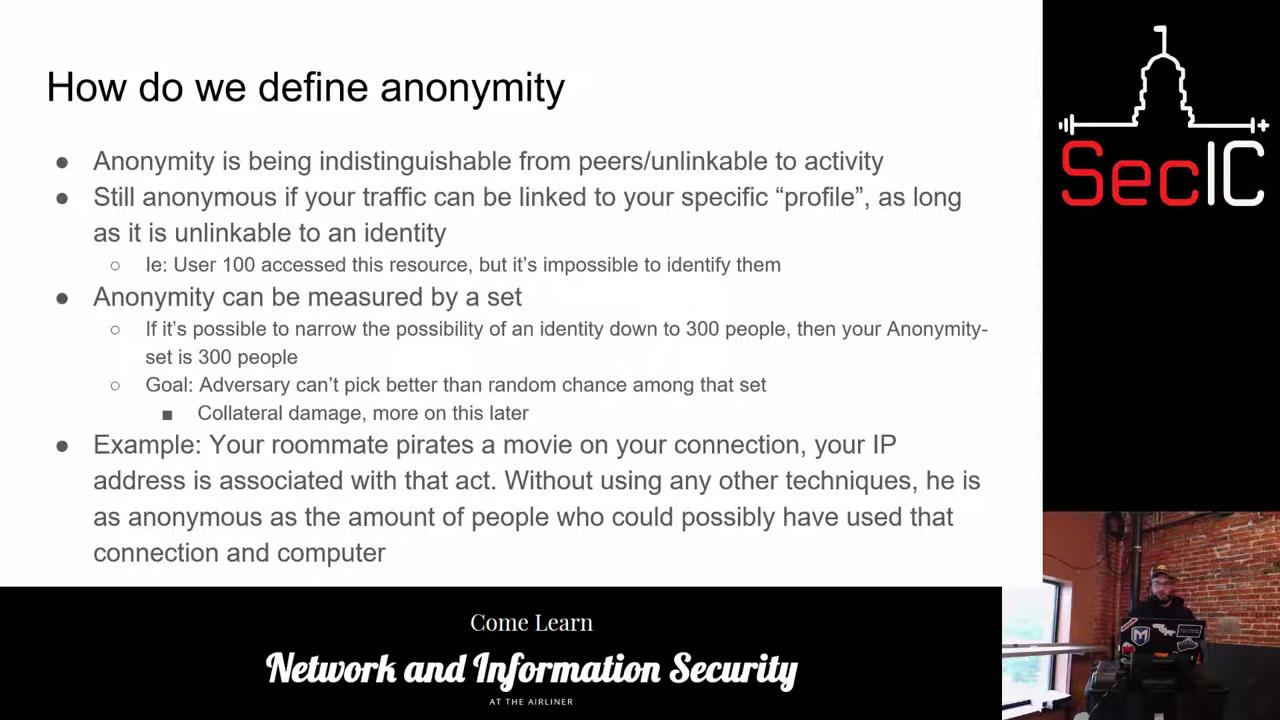 How do we define anonymity
● Anonymity is being indistinguishable from peers/unlinkable to activity
● Still anonymous if your traffic can be linked to your specific “profile”, as long
as it is unlinkable to an identity
○ Ie: User 100 accessed this resource, but it’s impossible to identify them
● Anonymity can be measured by a set
○ If it’s possible to narrow the possibility of an identity down to 300 people, then your Anonymity-
set is 300 people
○ Goal: Adversary can’t pick better than random chance among that set
■ Collateral damage, more on this later
● Example: Your roommate pirates a movie on your connection, your IP
address is associated with that act. Without using any other techniques, he is
as anonymous as the amount of people who could possibly have used that
connection and computer
SecIC
Come Learn
Network and Information Security
AT THE AIRLINER